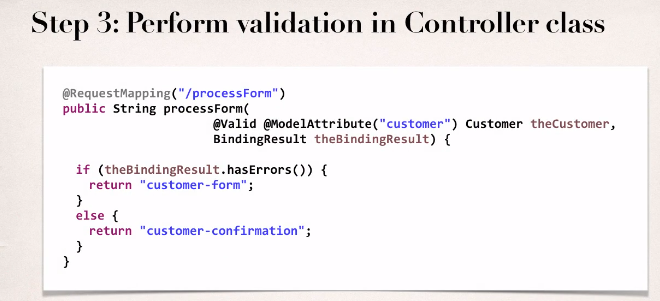 Step 3: Perform validation in Controller class
@RequestMapping("/processForm")
public String processForm(
@Valid @ModelAttribute("customer") Customer theCustomer,
BindingResult theBindingResult) {
if (theBindingResult.hasErrors()) {
return "customer-form";
}
else {
return "customer-confirmation";
}
}